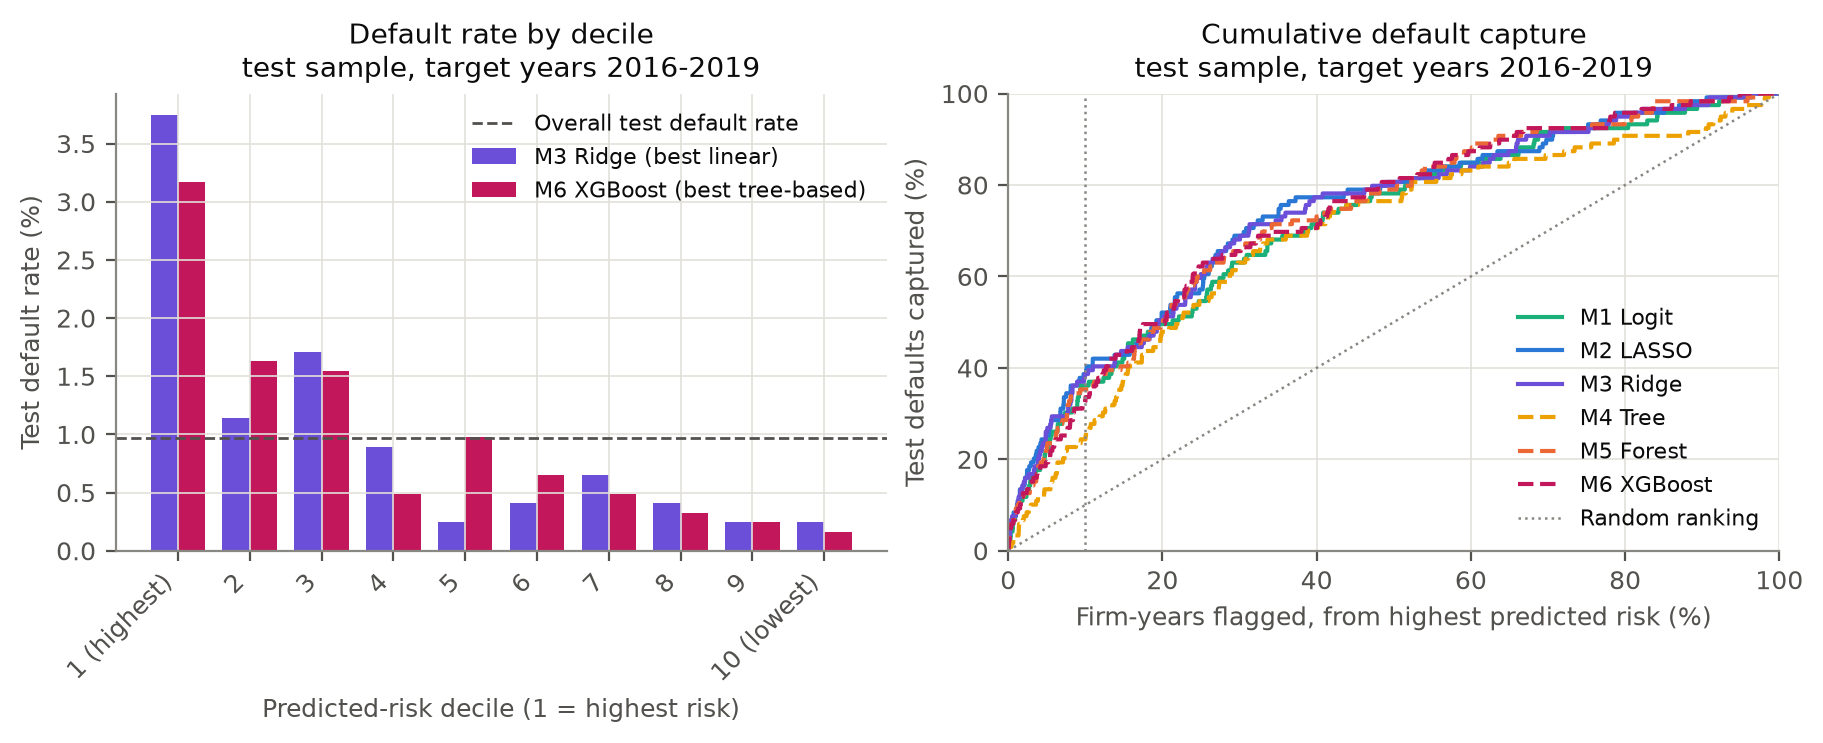 Default rate by decile
test sample, target years 2016-2019
Test default rate (%)
3.5
3.0
2.5
2.0
1.5
1.0
0.5
0.0
Overall test default rate
M3 Ridge (best linear)
M6 XGBoost (best tree-based)
1 (highest)
2
3
4
5
6
7
8
9
10 (lowest)
Predicted-risk decile (1 = highest risk)
Cumulative default capture
test sample, target years 2016-2019
Test defaults captured (%)
100
80
60
40
20
0
M1 Logit
M2 LASSO
M3 Ridge
M4 Tree
M5 Forest
M6 XGBoost
Random ranking
0
20
40
60
80
100
Firm-years flagged, from highest predicted risk (%)